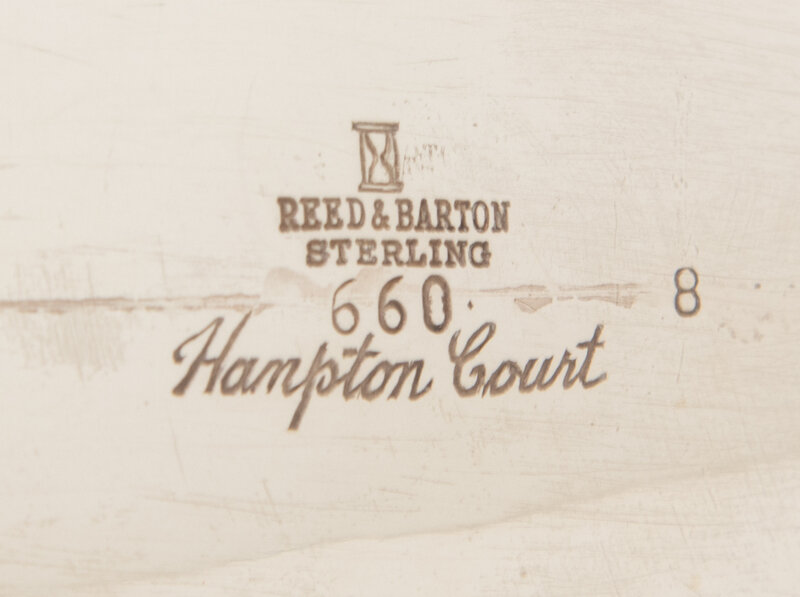 REED & BARTON
STERLING
660.
8
Hampton Court